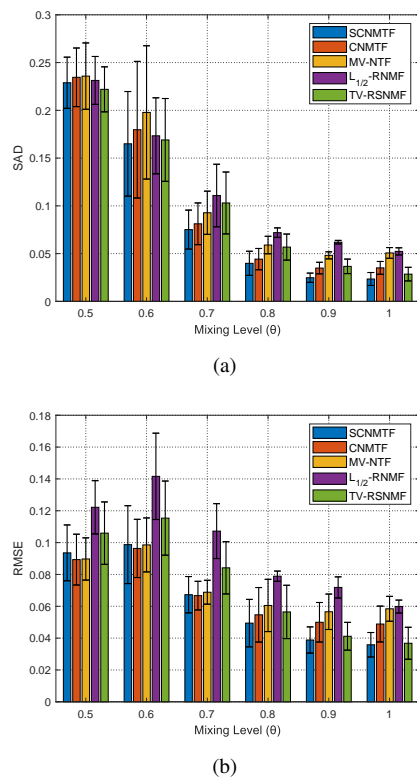 0.3
0.25
0.2
0.15
0.1
0.05
0
SAD
SCNMTF
CNMTF
MV-NTF
L1/2-RNMF
TV-RSNMF
0.5 0.6 0.7 0.8 0.9 1
Mixing Level (θ)
(a)
0.18
0.16
0.14
0.12
0.1
0.08
0.06
0.04
0.02
0
RMSE
SCNMTF
CNMTF
MV-NTF
L1/2-RNMF
TV-RSNMF
0.5 0.6 0.7 0.8 0.9 1
Mixing Level (θ)
(b)